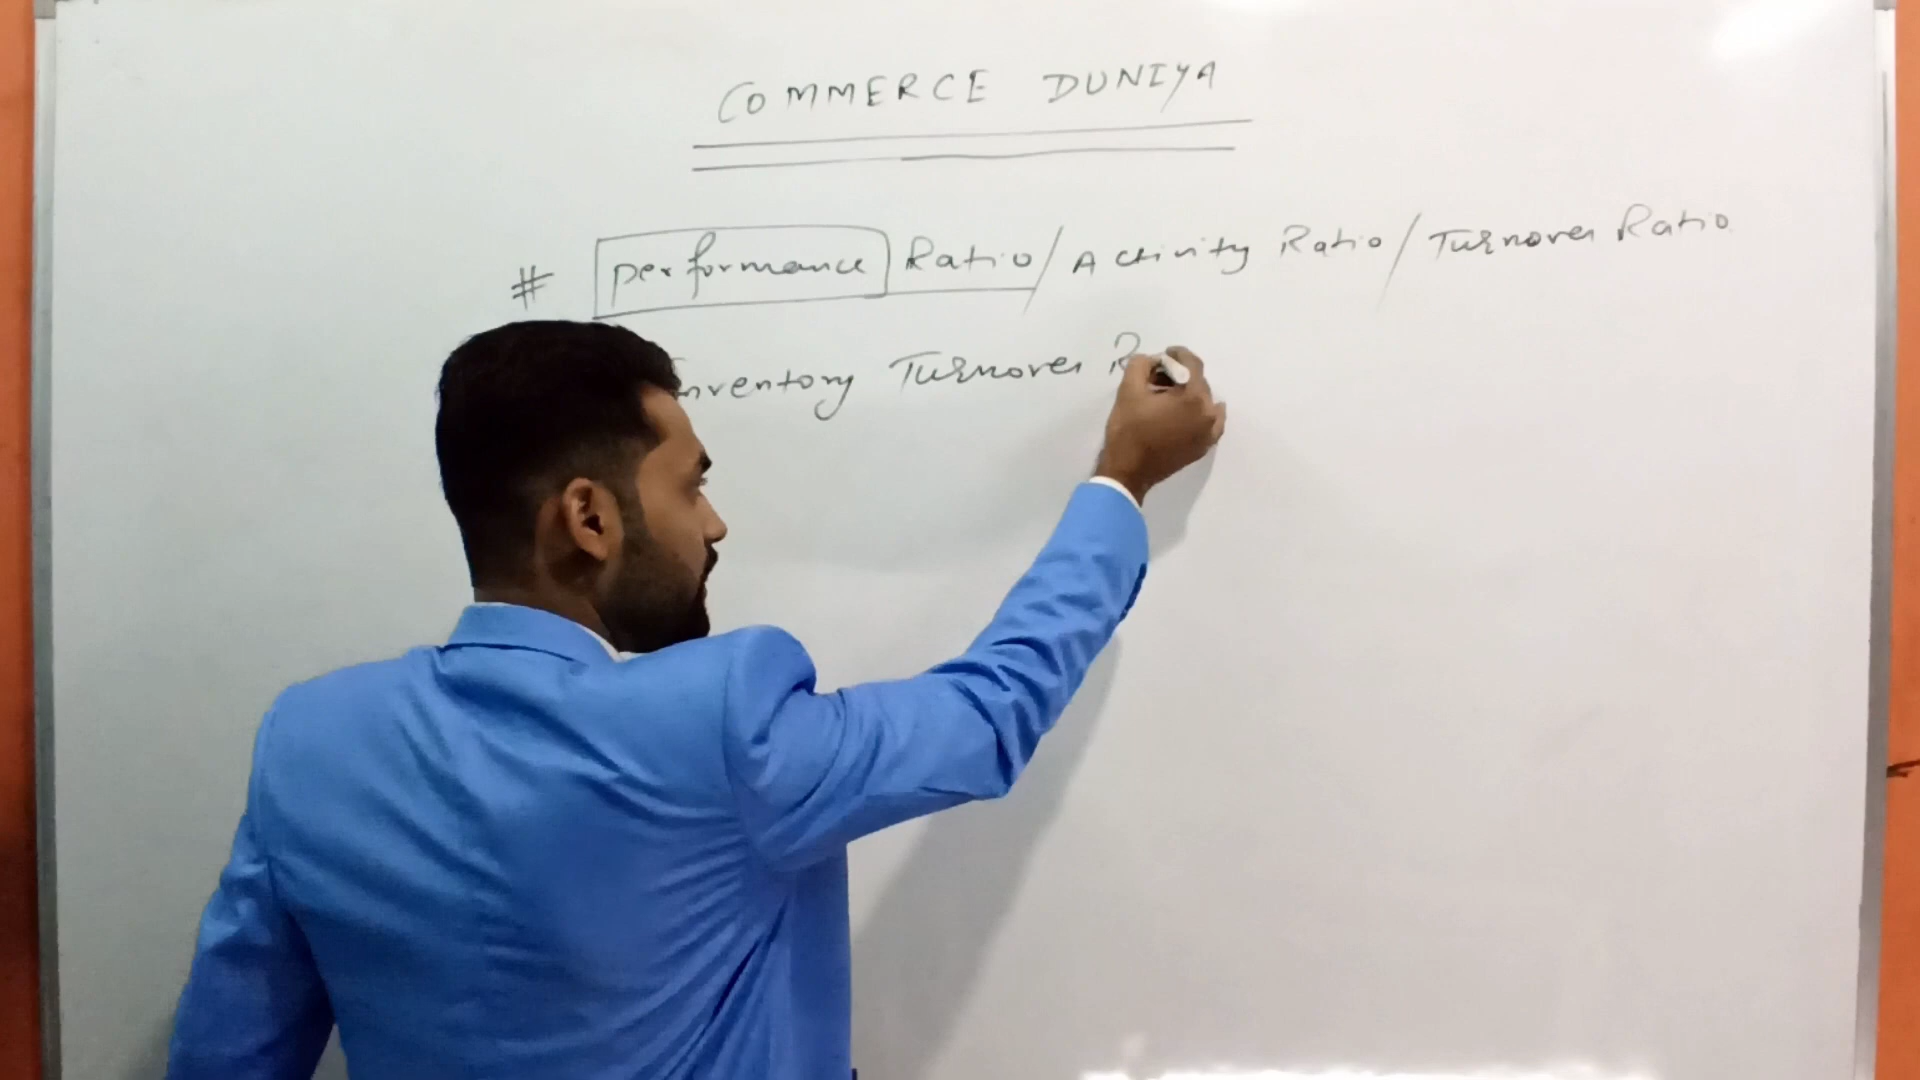 COMMERCE DUNIYA
# Performance Ratio/Activity Ratio/Turnover Ratio
Inventory Turnover